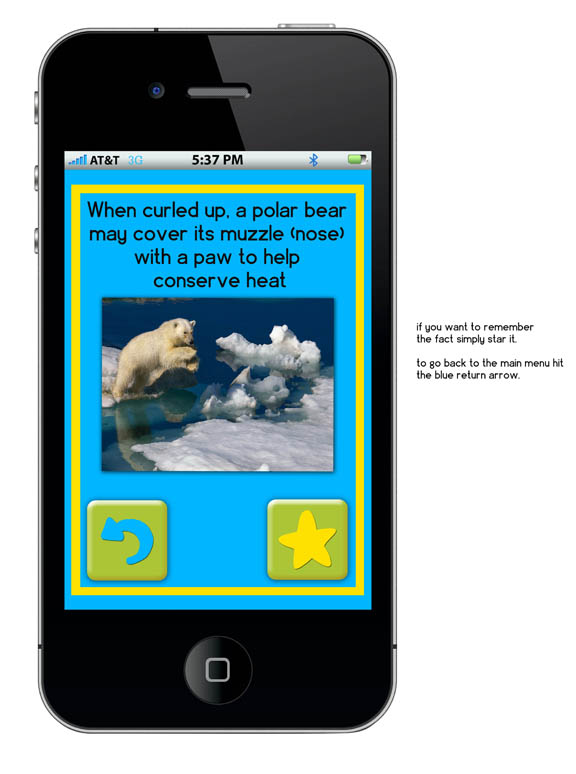 AT&T 3G 5:37 PM
When curled up, a polar bear
may cover its muzzle (nose)
with a paw to help
conserve heat
if you want to remember
the fact simply star it.
to go back to the main menu hit
the blue return arrow.